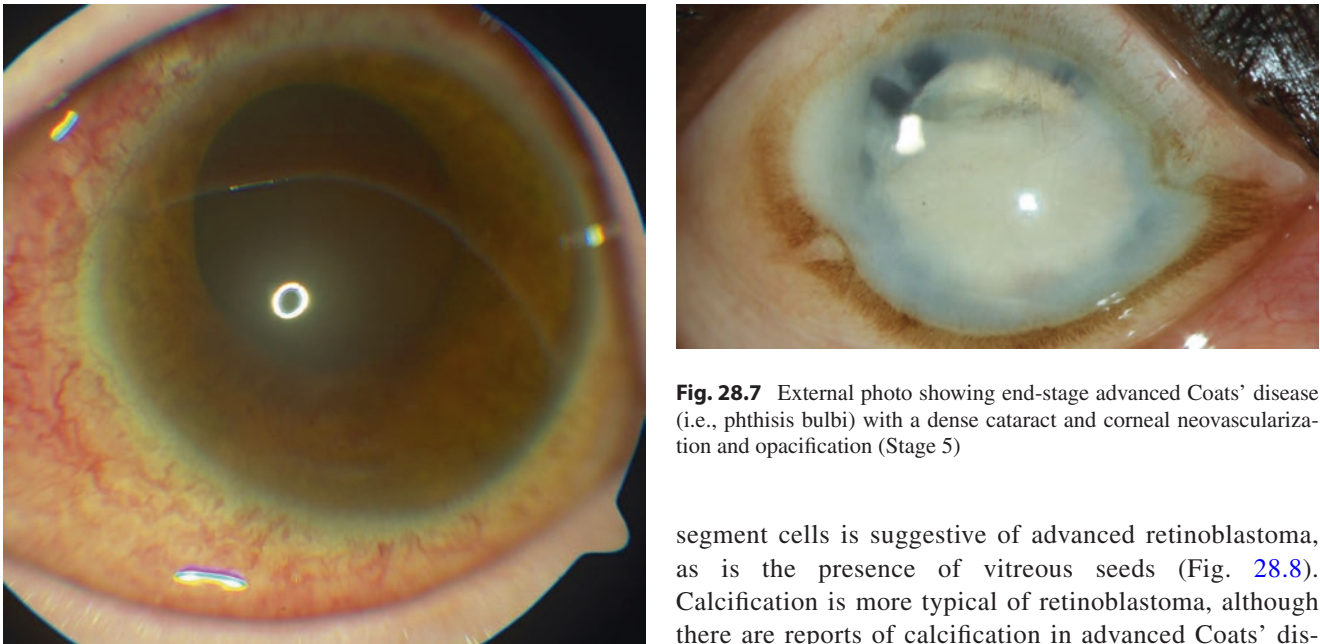 Fig. 28.7 External photo showing end-stage advanced Coats' disease
(i.e., phthisis bulbi) with a dense cataract and corneal neovasculariza-
tion and opacification (Stage 5)
segment cells is suggestive of advanced retinoblastoma,
as is the presence of vitreous seeds (Fig. 28.8).
Calcification is more typical of retinoblastoma, although
there are reports of calcification in advanced Coats' dis-